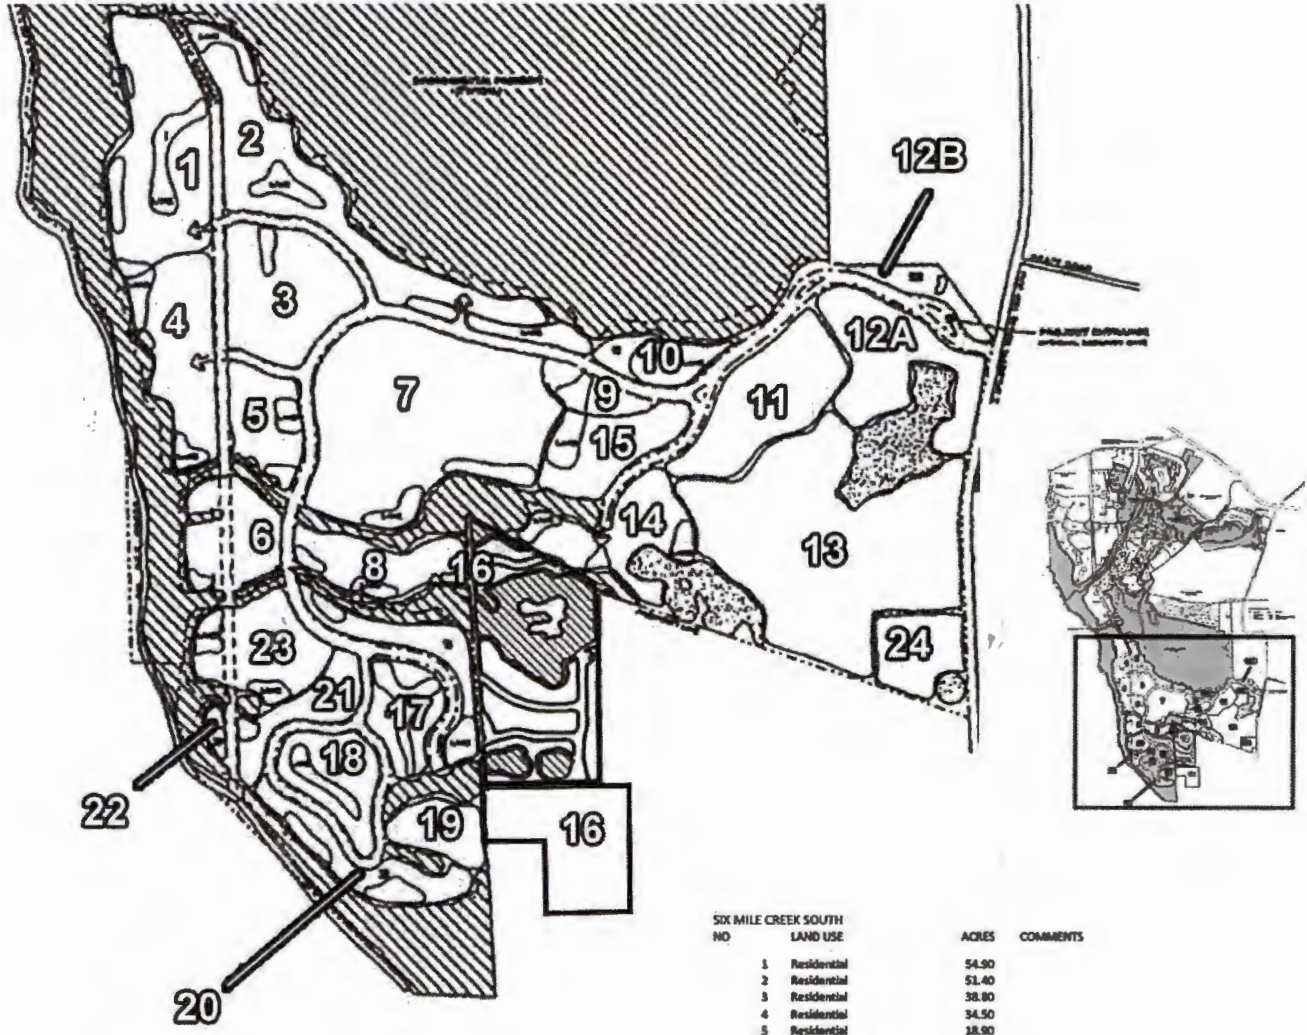 1
2
12B
3
4
10
12A
7
9
11
5
15
14
6
13
8
16
24
23
21
17
18
22
19
16
20
PROJECT ENTRANCE
SIX MILE CREEK SOUTH
NO LAND USE ACRES COMMENTS
1 Residential 54.90
2 Residential 51.40
3 Residential 38.80
4 Residential 34.50
5 Residential 18.90